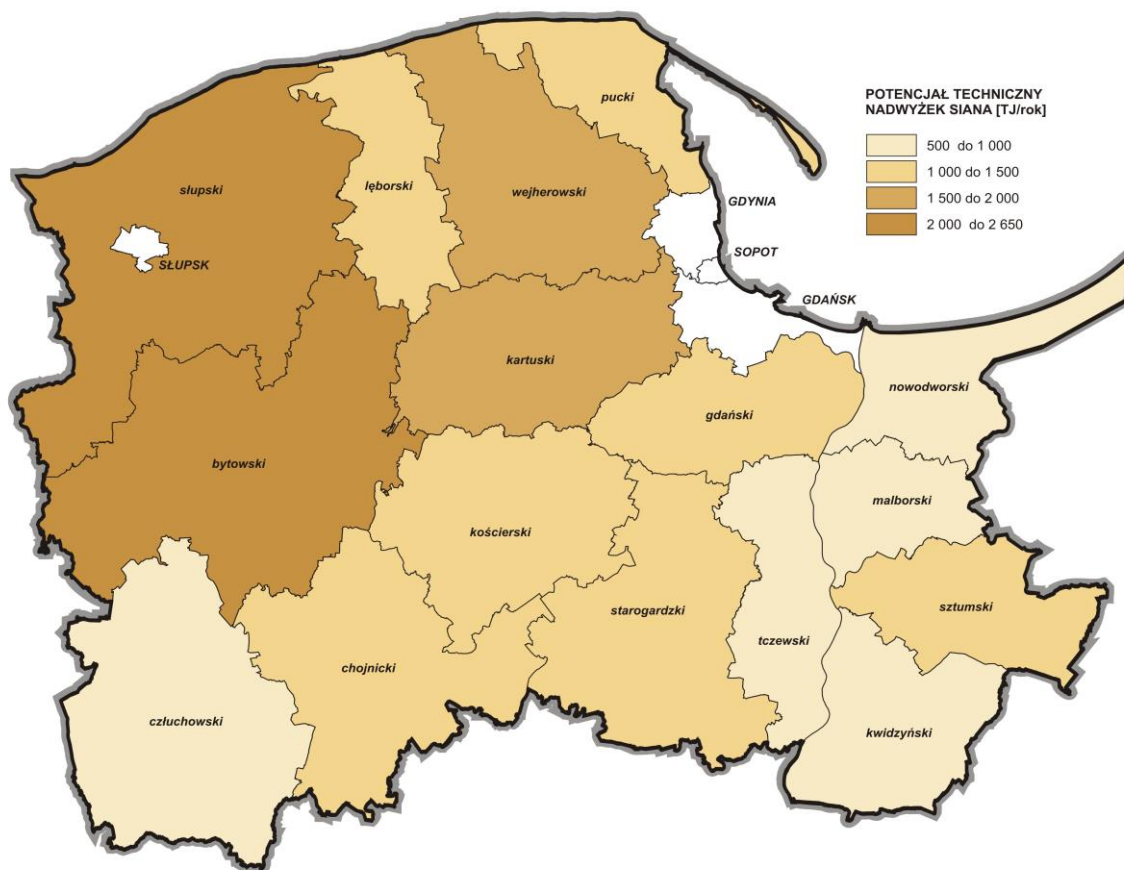 POTENCJAŁ TECHNICZNY
NADWYŻEK SIANA [TJ/rok]
500 do 1 000
1 000 do 1 500
1 500 do 2 000
2 000 do 2 650
pucki
słupski
lęborski
wejherowski
GDYNIA
SOPOT
SŁUPSK
GDAŃSK
kartuski
nowodworski
gdański
bytowski
malborski
kościerski
starogardzki
sztumski
tczewski
chojnicki
człuchowski
kwidzyński